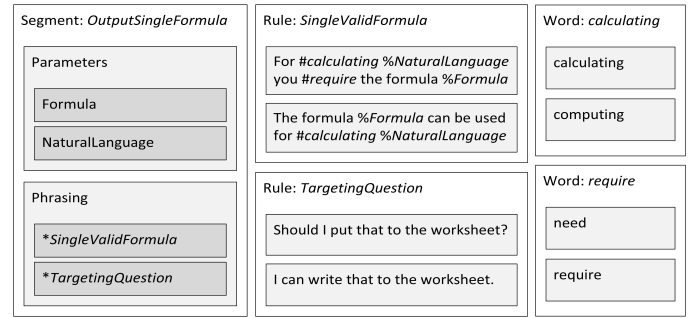 Segment: OutputSingleFormula
Parameters
Formula
NaturalLanguage
Phrasing
*SingleValidFormula
*TargetingQuestion
Rule: SingleValidFormula
For #calculating %NaturalLanguage
you #require the formula %Formula
The formula %Formula can be used
for #calculating %NaturalLanguage
Rule: TargetingQuestion
Should I put that to the worksheet?
I can write that to the worksheet.
Word: calculating
calculating
computing
Word: require
need
require